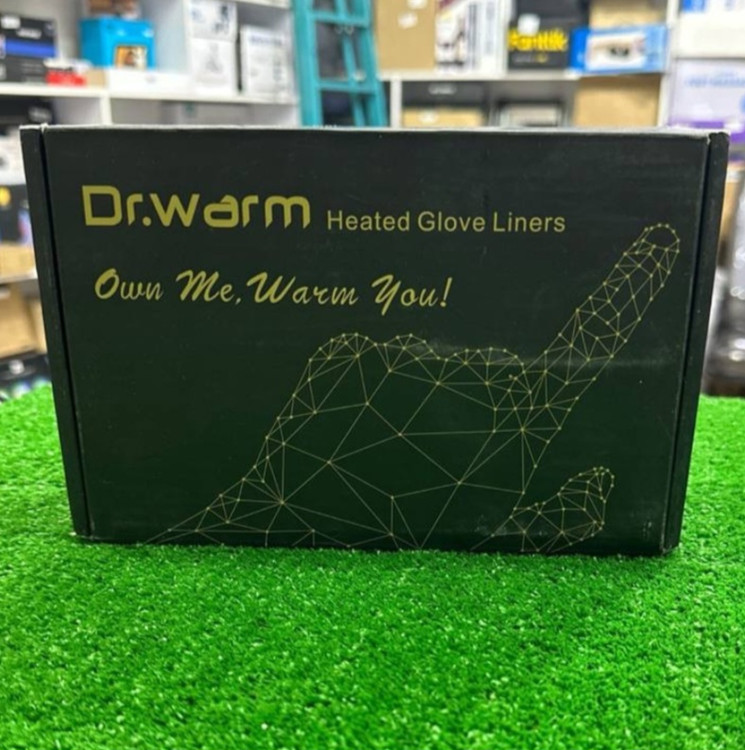 Dr.warm Heated Glove Liners
Own Me, Warm You!